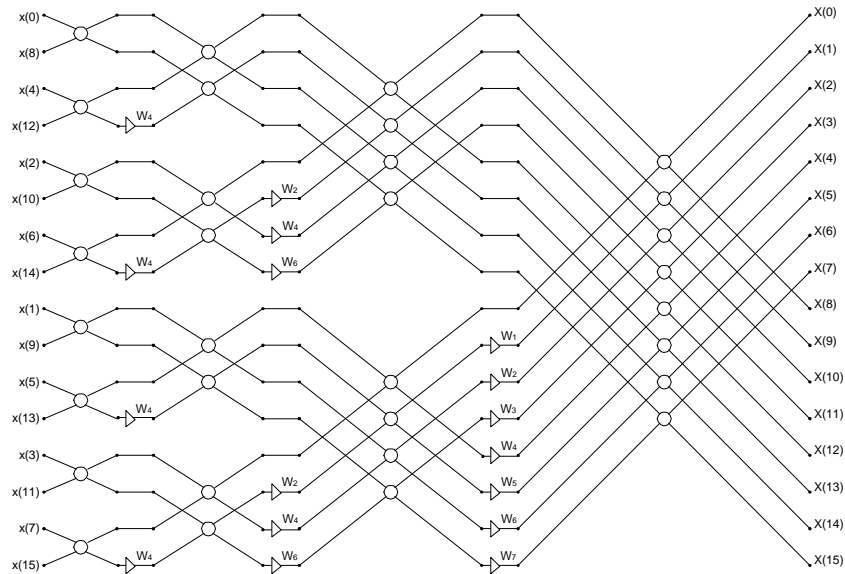 x(0) X(0)
x(8) X(1)
x(4) X(2)
x(12) W4 X(3)
x(2) X(4)
x(10) W2 X(5)
x(6) W4 X(6)
x(14) W4 W6 X(7)
x(1) X(8)
x(9) W1 X(9)
x(5) W2 X(10)
x(13) W4 W3 X(11)
x(3) W4 X(12)
x(11) W2 W5 X(13)
x(7) W4 W6 X(14)
x(15) W4 W6 W7 X(15)